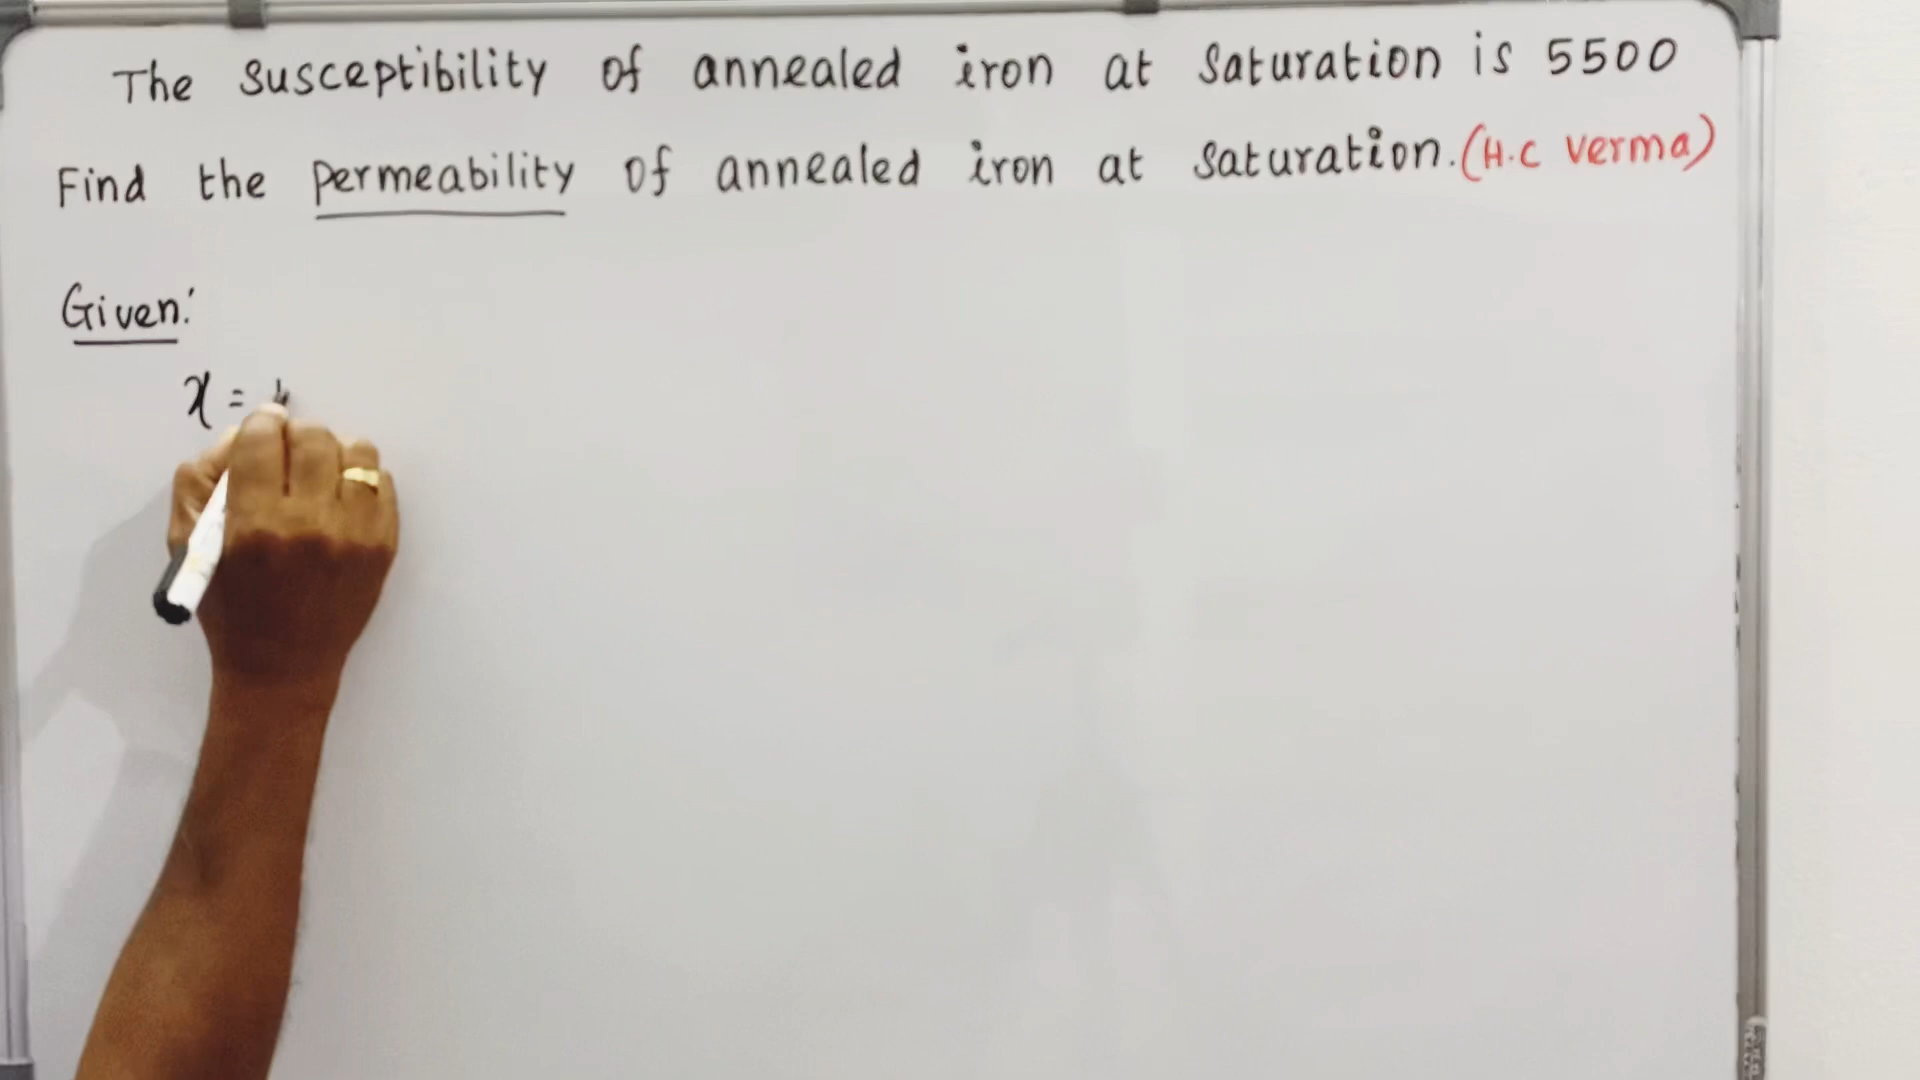 The Susceptibility of annealed iron at Saturation is 5500
Find the permeability of annealed iron at Saturation. (H.C verma)
Given:
χ =